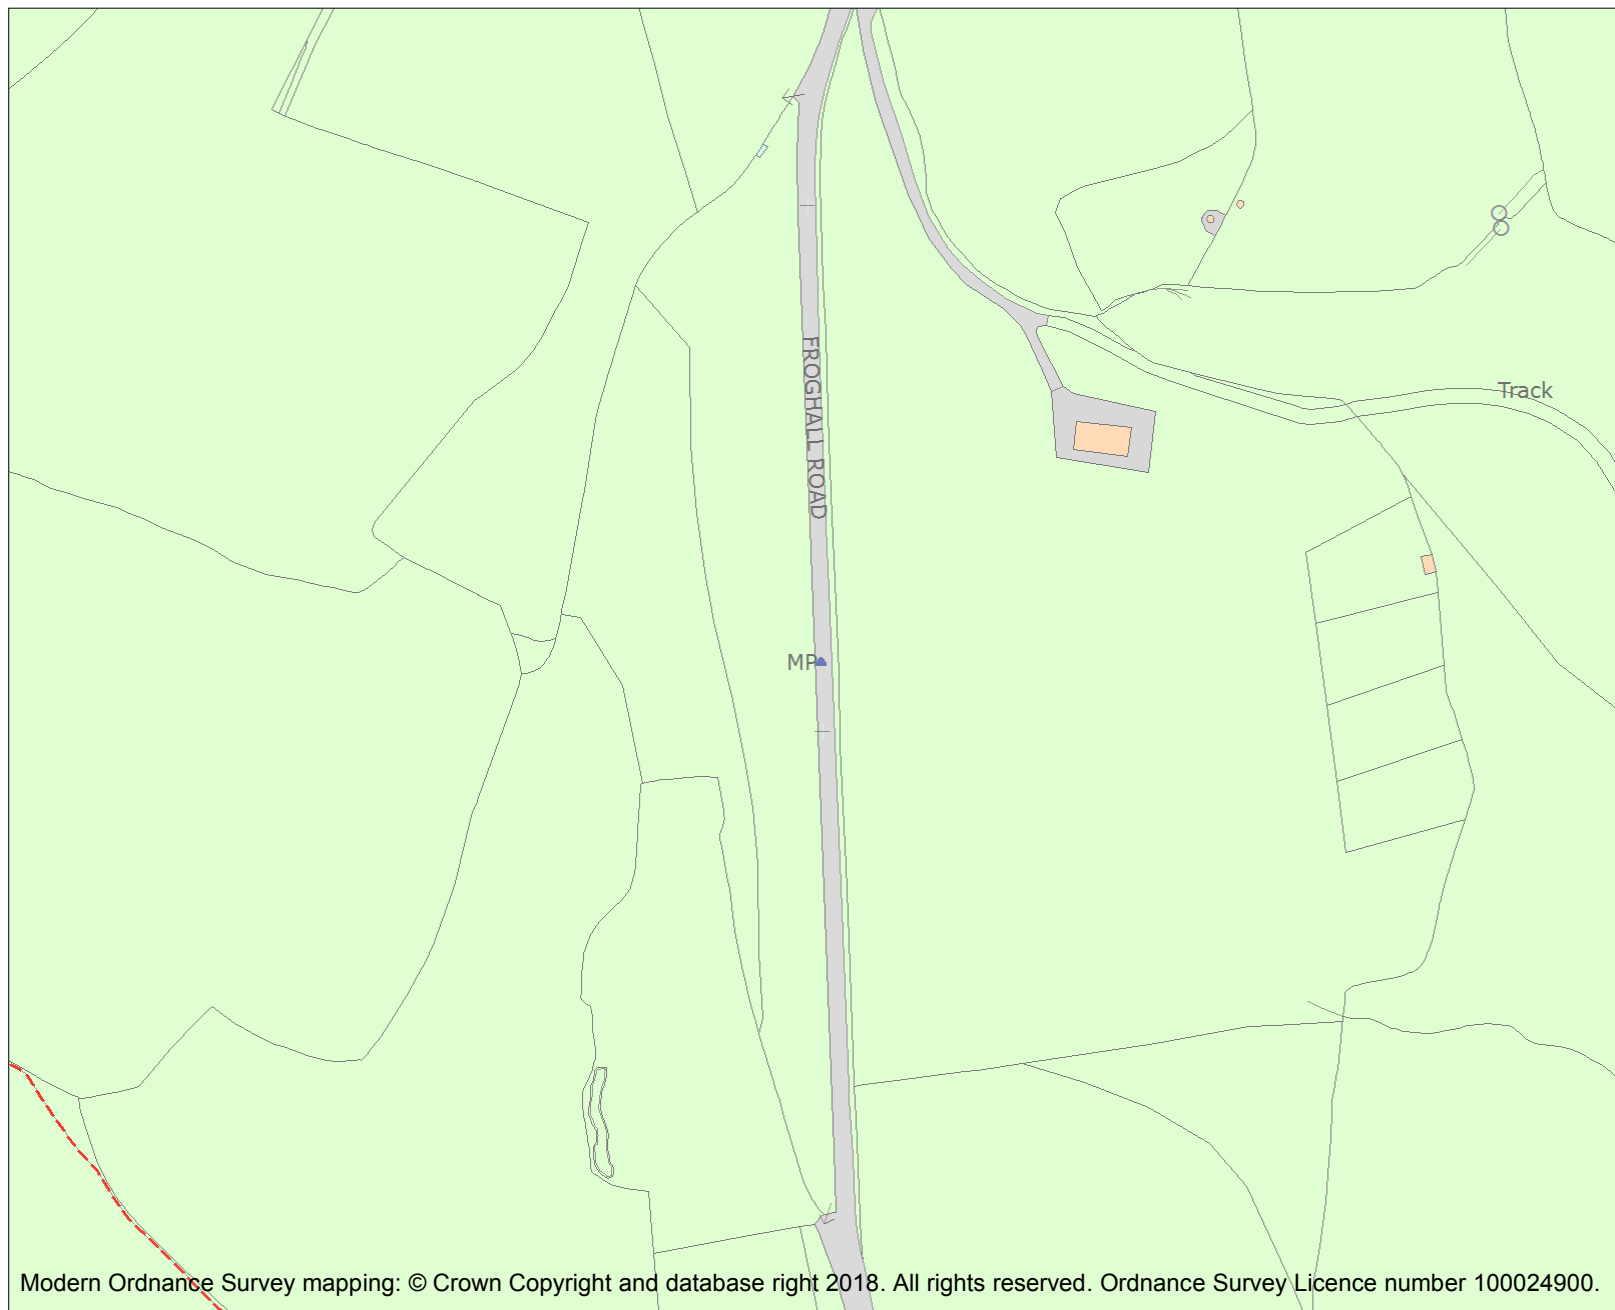 FROGHALL ROAD
Track
MP
Modern Ordnance Survey mapping: © Crown Copyright and database right 2018. All rights reserved. Ordnance Survey Licence number 100024900.